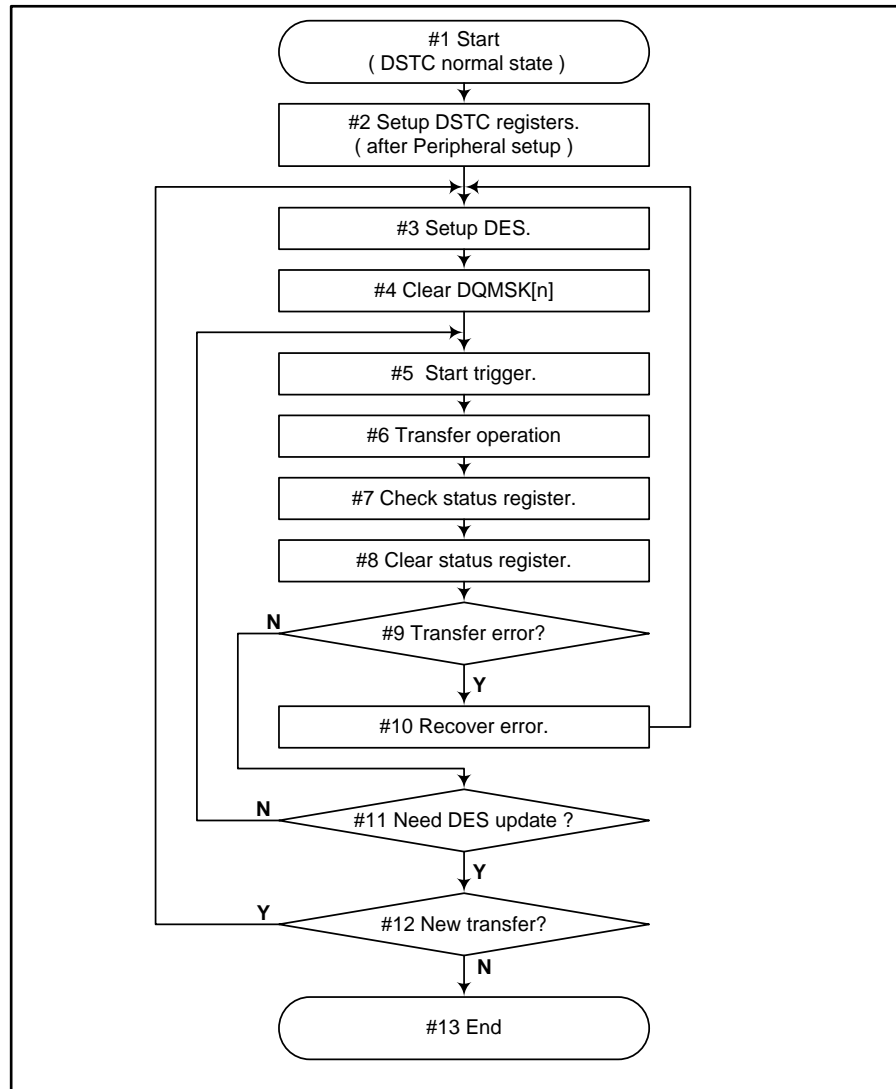 #1 Start
( DSTC normal state )
#2 Setup DSTC registers.
( after Peripheral setup )
#3 Setup DES.
#4 Clear DQMSK[n]
#5 Start trigger.
#6 Transfer operation
#7 Check status register.
#8 Clear status register.
N
#9 Transfer error?
Y
#10 Recover error.
N
#11 Need DES update ?
Y
Y
#12 New transfer?
N
#13 End